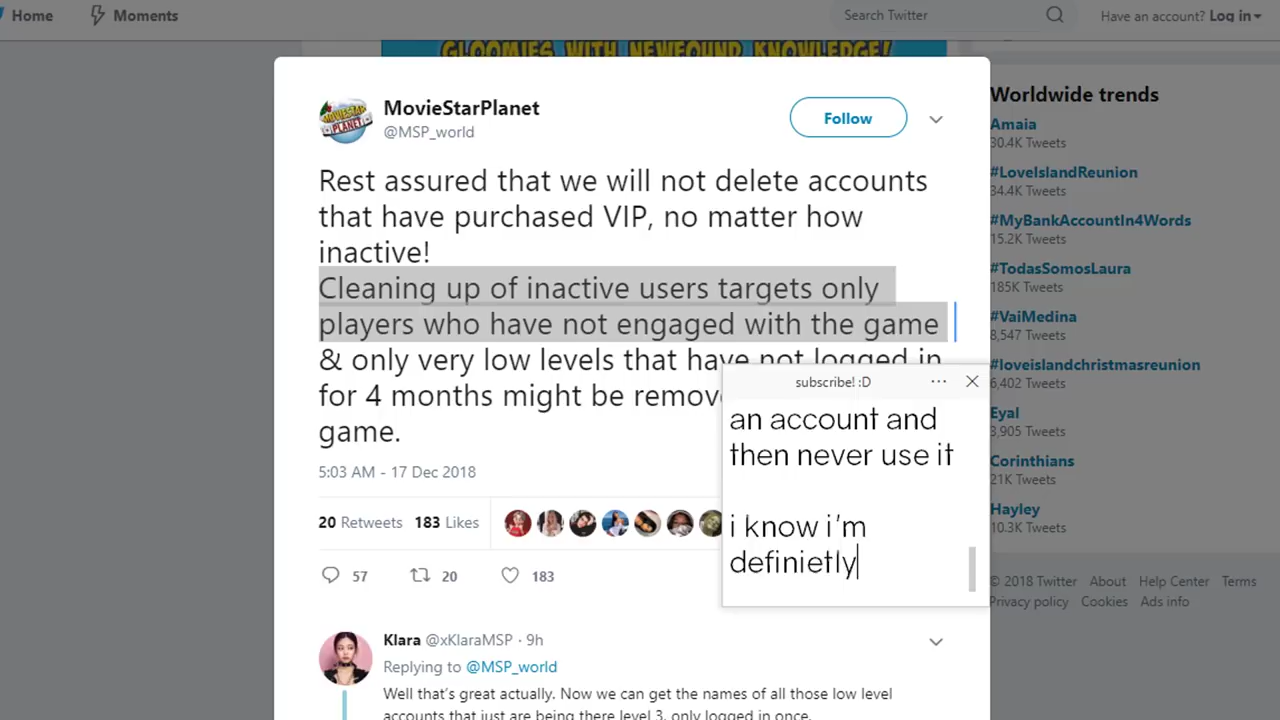 Home
Moments
Search Twitter
Have an account? Log in
GLOOMIES WITH NEWFOUND KNOWLEDGE!
MovieStarPlanet
@MSP_world
Follow
Rest assured that we will not delete accounts
that have purchased VIP, no matter how
inactive!
Cleaning up of inactive users targets only
players who have not engaged with the game
& only very low levels that have not logged in
for 4 months might be remov
game.
5:03 AM - 17 Dec 2018
20 Retweets 183 Likes
57 20 183
subscribe! :D
an account and
then never use it
i know i'm
definietly
Klara @xKlaraMSP · 9h
Replying to @MSP_world
Well that's great actually. Now we can get the names of all those low level
accounts that just are being there level 3, only logged in once.
Worldwide trends
Amaia
30.4K Tweets
#LoveIslandReunion
34.4K Tweets
#MyBankAccountIn4Words
15.2K Tweets
#TodasSomosLaura
185K Tweets
#VaiMedina
8,547 Tweets
#loveislandchristmasreunion
6,402 Tweets
Eyal
3,905 Tweets
Corinthians
21K Tweets
Hayley
10.3K Tweets
© 2018 Twitter About Help Center Terms
Privacy policy Cookies Ads info